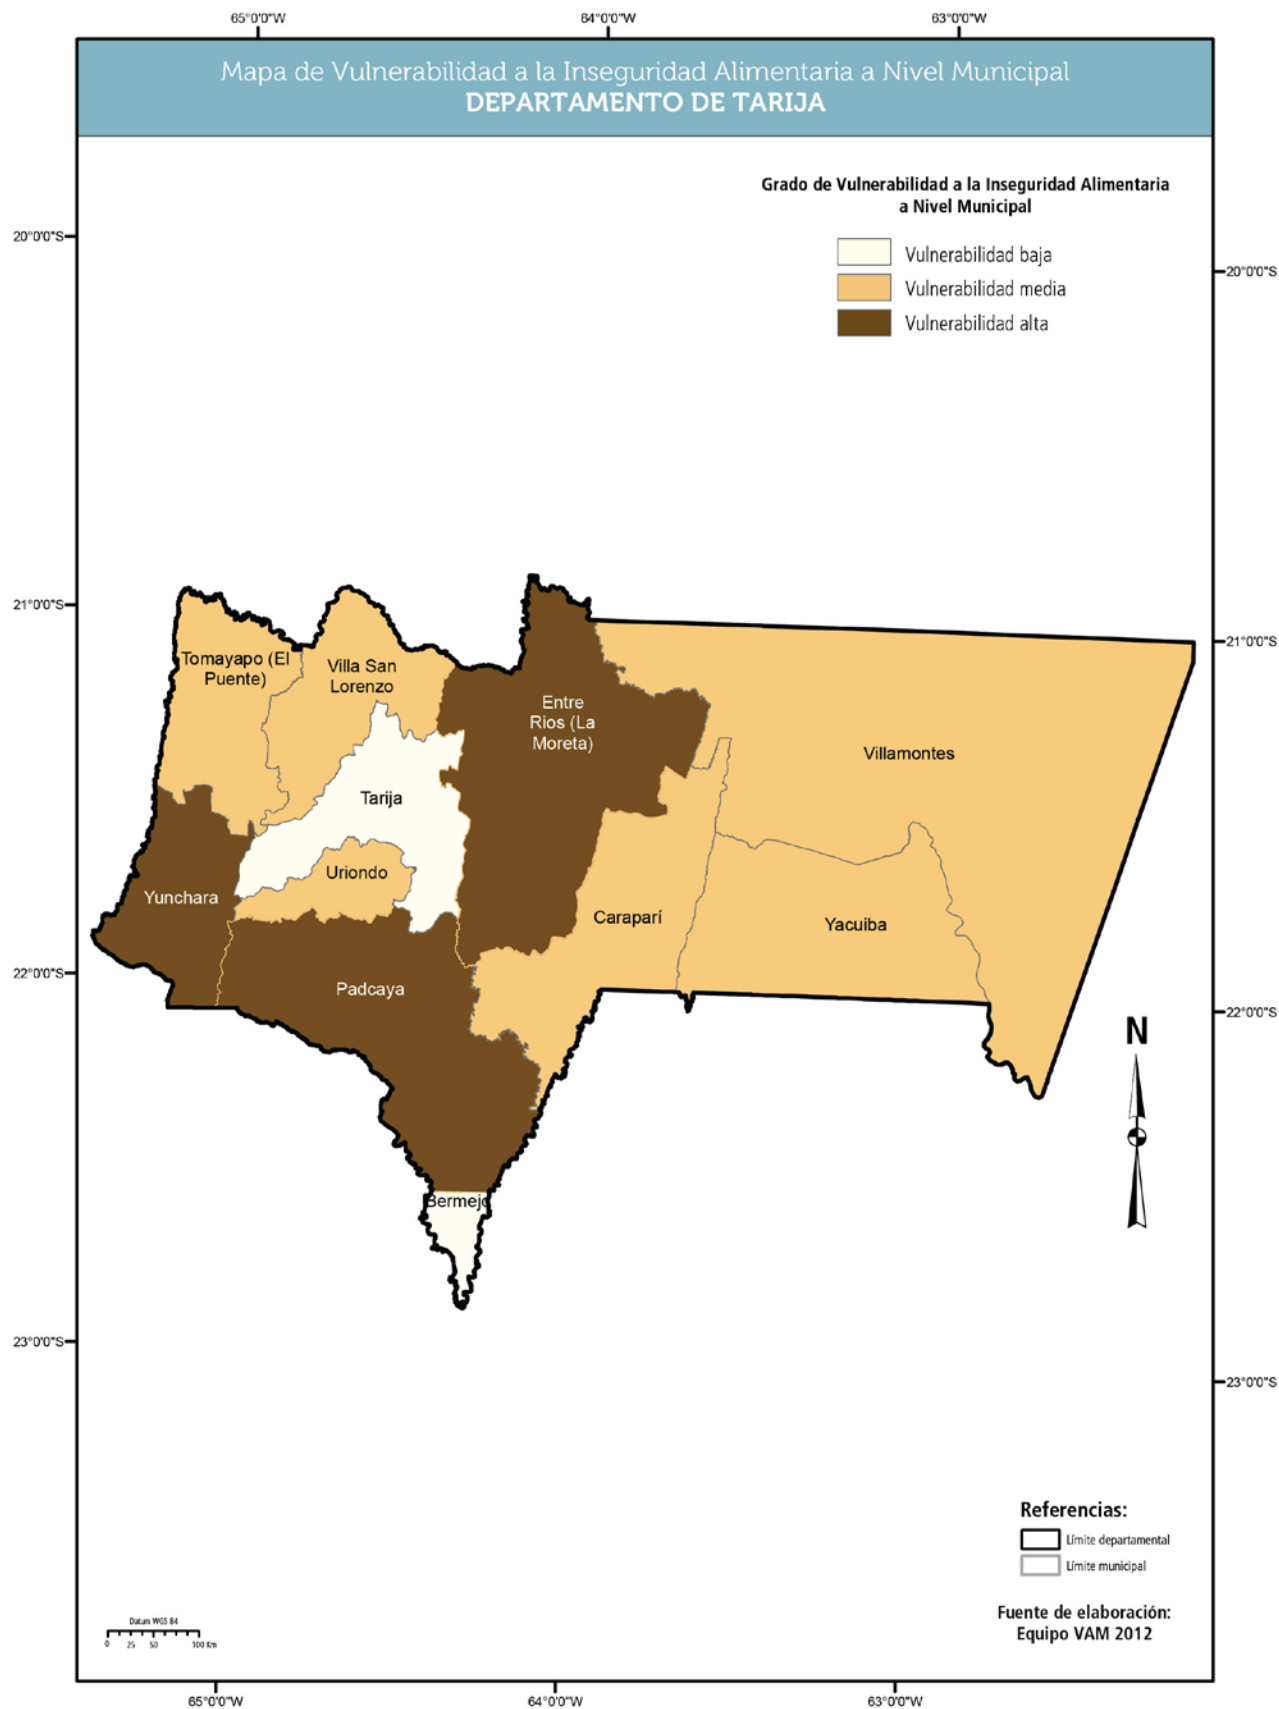 65°0'0"W
64°0'0"W
63°0'0"W
Mapa de Vulnerabilidad a la Inseguridad Alimentaria a Nivel Municipal
DEPARTAMENTO DE TARIJA
Grado de Vulnerabilidad a la Inseguridad Alimentaria
a Nivel Municipal
20°0'0"S
Vulnerabilidad baja
20°0'0"S
Vulnerabilidad media
Vulnerabilidad alta
21°0'0"S
21°0'0"S
Tomayapo (El
Puente)
Villa San
Lorenzo
Entre
Rios (La
Moreta)
Villamontes
Tarija
Uriondo
Yunchara
Caraparí
Yacuiba
22°0'0"S
Padcaya
22°0'0"S
N
Bermejo
23°0'0"S
23°0'0"S
Referencias:
Límite departamental
Límite municipal
Fuente de elaboración:
Equipo VAM 2012
Datum WGS 84
0 25 50 100 Km
65°0'0"W
64°0'0"W
63°0'0"W